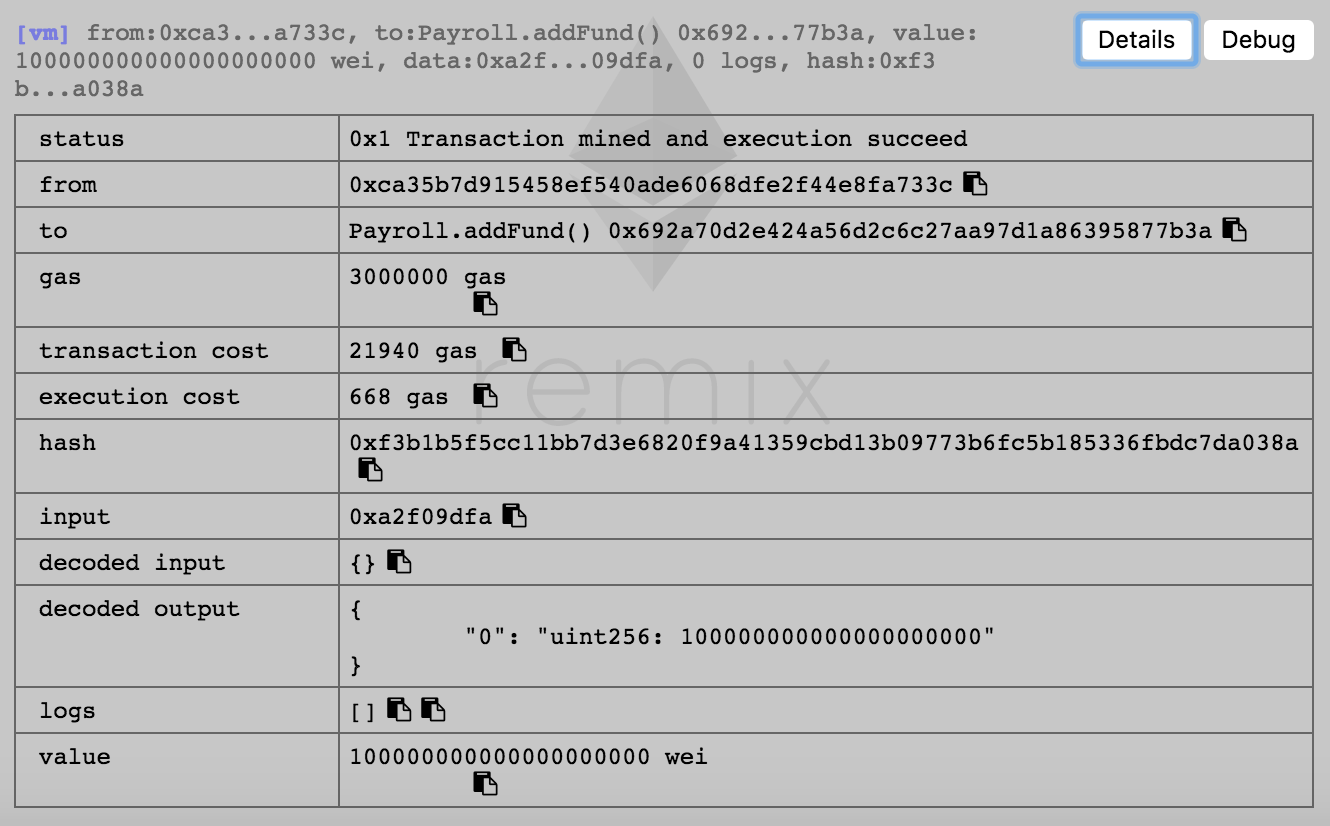 [vm] from:0xca3...a733c, to:Payroll.addFund() 0x692...77b3a, value:
100000000000000000000 wei, data:0xa2f...09dfa, 0 logs, hash:0xf3
b...a038a
Details
Debug
status 0x1 Transaction mined and execution succeed
from 0xca35b7d915458ef540ade6068dfe2f44e8fa733c
to Payroll.addFund() 0x692a70d2e424a56d2c6c27aa97d1a86395877b3a
gas 3000000 gas
transaction cost 21940 gas
execution cost 668 gas
remix
hash 0xf3b1b5f5cc11bb7d3e6820f9a41359cbd13b09773b6fc5b185336fbdc7da038a
input 0xa2f09dfa
decoded input {}
decoded output {
"0": "uint256: 100000000000000000000"
}
logs []
value 100000000000000000000 wei